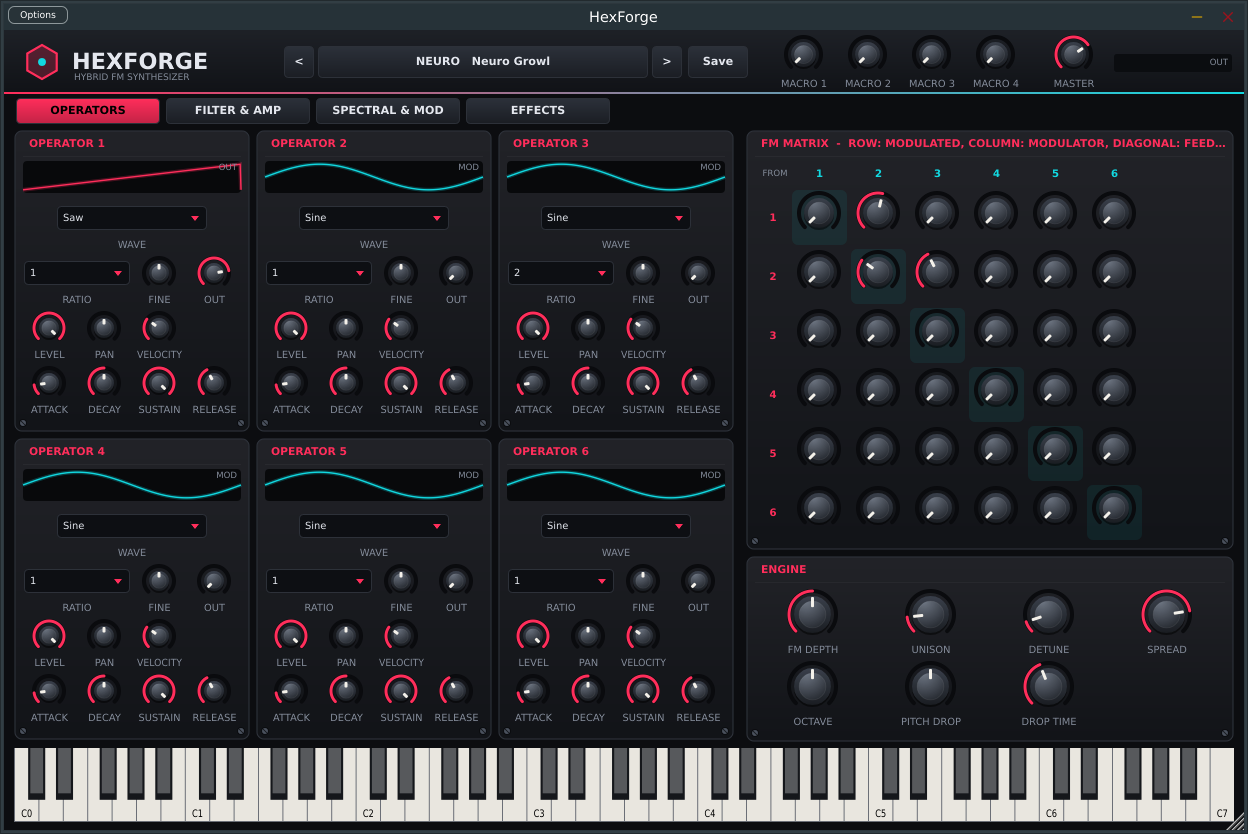 Options
HexForge
HEXFORGE
HYBRID FM SYNTHESIZER
< NEURO Neuro Growl > Save
MACRO 1 MACRO 2 MACRO 3 MACRO 4 MASTER
OUT
OPERATORS FILTER & AMP SPECTRAL & MOD EFFECTS
OPERATOR 1
OUT
Saw
WAVE
1
RATIO FINE OUT
LEVEL PAN VELOCITY
ATTACK DECAY SUSTAIN RELEASE
OPERATOR 2
MOD
Sine
WAVE
1
RATIO FINE OUT
LEVEL PAN VELOCITY
ATTACK DECAY SUSTAIN RELEASE
OPERATOR 3
MOD
Sine
WAVE
2
RATIO FINE OUT
LEVEL PAN VELOCITY
ATTACK DECAY SUSTAIN RELEASE
OPERATOR 4
MOD
Sine
WAVE
1
RATIO FINE OUT
LEVEL PAN VELOCITY
ATTACK DECAY SUSTAIN RELEASE
OPERATOR 5
MOD
Sine
WAVE
1
RATIO FINE OUT
LEVEL PAN VELOCITY
ATTACK DECAY SUSTAIN RELEASE
OPERATOR 6
MOD
Sine
WAVE
1
RATIO FINE OUT
LEVEL PAN VELOCITY
ATTACK DECAY SUSTAIN RELEASE
FM MATRIX - ROW: MODULATED, COLUMN: MODULATOR, DIAGONAL: FEED...
FROM 1 2 3 4 5 6
1
2
3
4
5
6
ENGINE
FM DEPTH UNISON DETUNE SPREAD
OCTAVE PITCH DROP DROP TIME
C0 C1 C2 C3 C4 C5 C6 C7